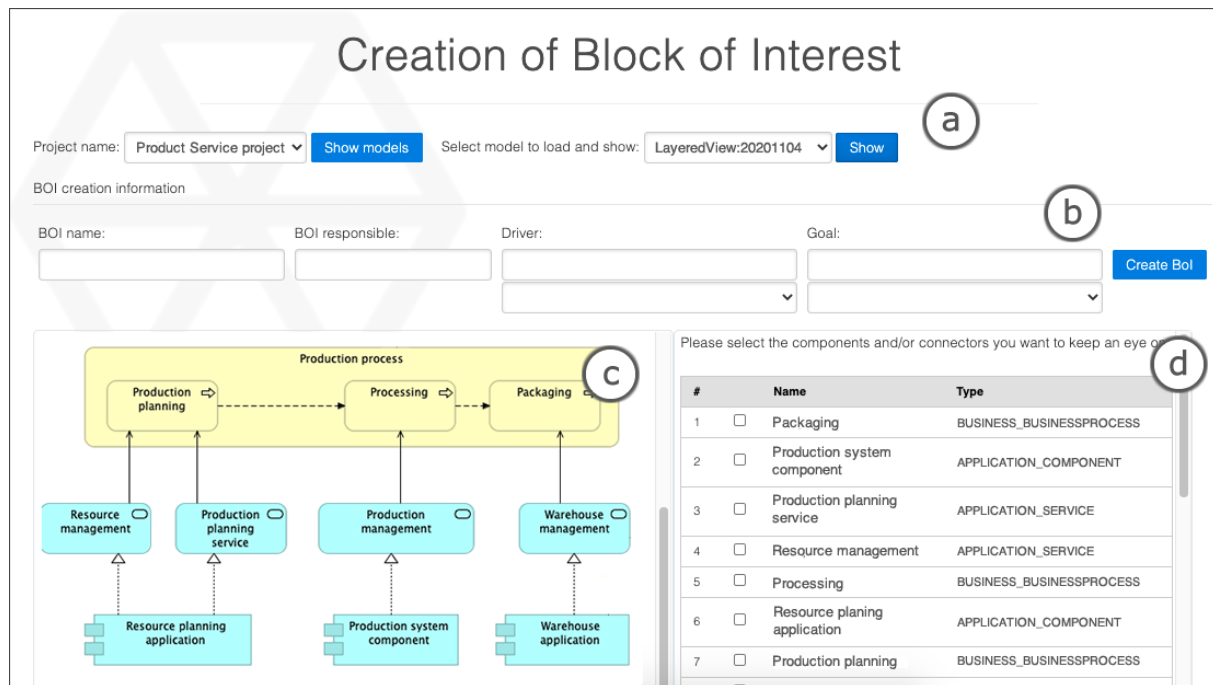 Creation of Block of Interest
a
Project name: Product Service project Show models Select model to load and show: LayeredView:20201104 Show
BOI creation information
b
BOI name: BOI responsible: Driver: Goal:
Create BoI
Please select the components and/or connectors you want to keep an eye o
c
d
Production process
Production
planning
Processing
Packaging
Resource
management
Production
planning
service
Production
management
Warehouse
management
Resource planning
application
Production system
component
Warehouse
application
# Name Type
1 Packaging BUSINESS_BUSINESSPROCESS
2 Production system
component APPLICATION_COMPONENT
3 Production planning
service APPLICATION_SERVICE
4 Resource management APPLICATION_SERVICE
5 Processing BUSINESS_BUSINESSPROCESS
6 Resource planing
application APPLICATION_COMPONENT
7 Production planning BUSINESS_BUSINESSPROCESS